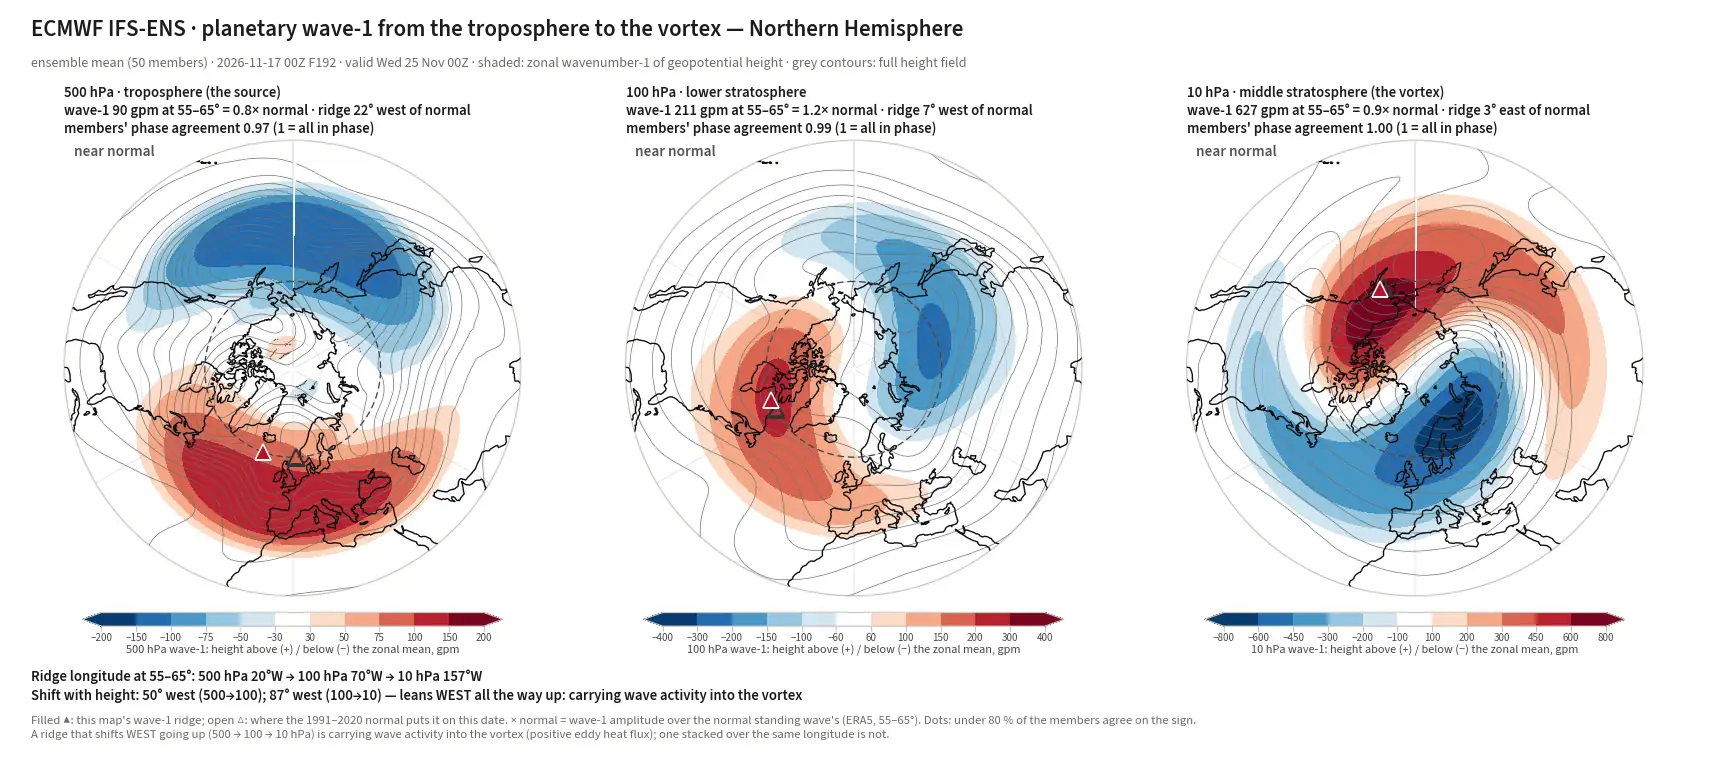 ECMWF IFS-ENS · planetary wave-1 from the troposphere to the vortex — Northern Hemisphere
ensemble mean (50 members) · 2026-11-17 00Z F192 · valid Wed 25 Nov 00Z · shaded: zonal wavenumber-1 of geopotential height · grey contours: full height field
500 hPa · troposphere (the source)
wave-1 90 gpm at 55–65° = 0.8× normal · ridge 22° west of normal
members' phase agreement 0.97 (1 = all in phase)
near normal
100 hPa · lower stratosphere
wave-1 211 gpm at 55–65° = 1.2× normal · ridge 7° west of normal
members' phase agreement 0.99 (1 = all in phase)
near normal
10 hPa · middle stratosphere (the vortex)
wave-1 627 gpm at 55–65° = 0.9× normal · ridge 3° east of normal
members' phase agreement 1.00 (1 = all in phase)
near normal
−200 −150 −100 −75 −50 −30 30 50 75 100 150 200
500 hPa wave-1: height above (+) / below (−) the zonal mean, gpm
−400 −300 −200 −150 −100 −60 60 100 150 200 300 400
100 hPa wave-1: height above (+) / below (−) the zonal mean, gpm
−800 −600 −450 −300 −200 −100 100 200 300 450 600 800
10 hPa wave-1: height above (+) / below (−) the zonal mean, gpm
Ridge longitude at 55–65°: 500 hPa 20°W → 100 hPa 70°W → 10 hPa 157°W
Shift with height: 50° west (500→100); 87° west (100→10) — leans WEST all the way up: carrying wave activity into the vortex
Filled ▲: this map's wave-1 ridge; open △: where the 1991–2020 normal puts it on this date. × normal = wave-1 amplitude over the normal standing wave's (ERA5, 55–65°). Dots: under 80 % of the members agree on the sign.
A ridge that shifts WEST going up (500 → 100 → 10 hPa) is carrying wave activity into the vortex (positive eddy heat flux); one stacked over the same longitude is not.